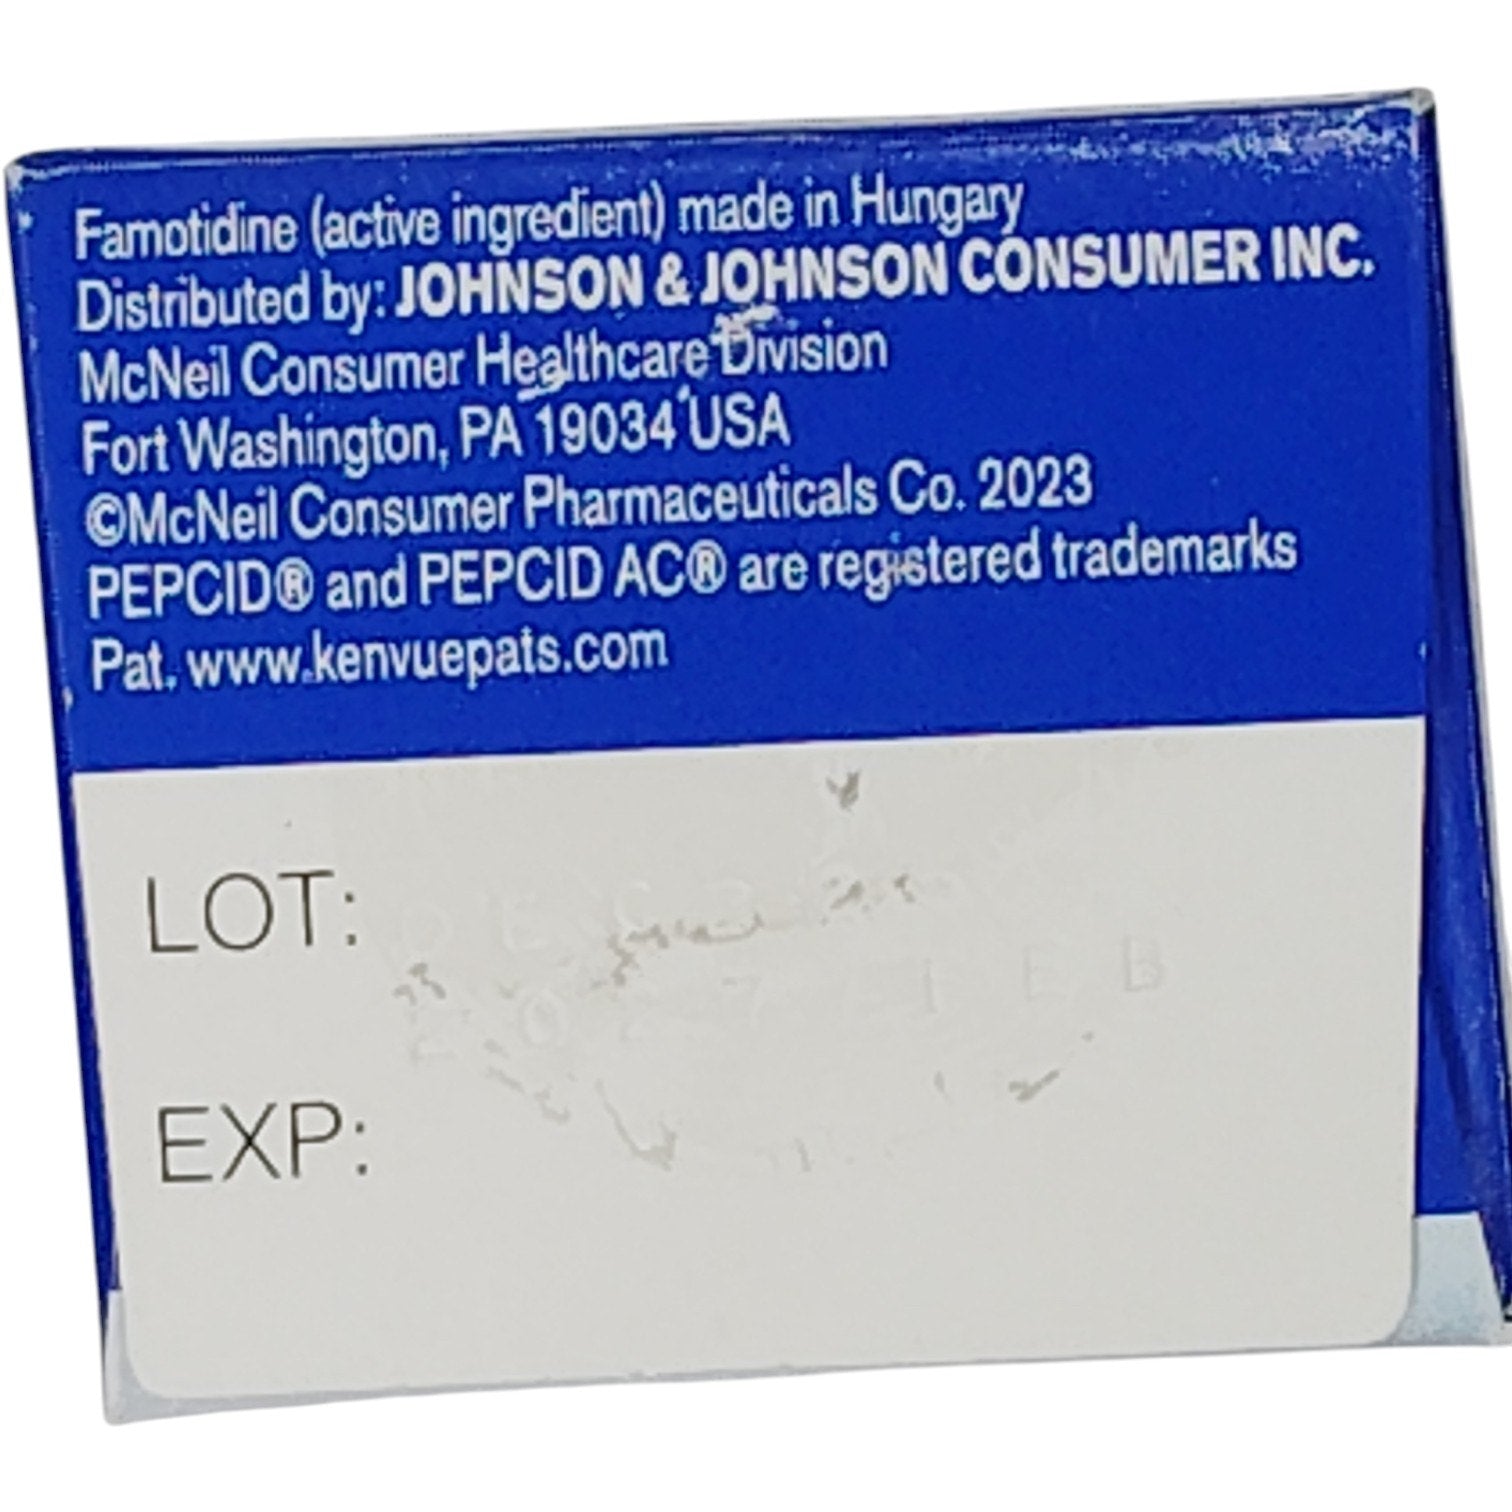 Famotidine (active ingredient) made in Hungary
Distributed by: JOHNSON & JOHNSON CONSUMER INC.
McNeil Consumer Healthcare Division
Fort Washington, PA 19034 USA
©McNeil Consumer Pharmaceuticals Co. 2023
PEPCID® and PEPCID AC® are registered trademarks
Pat. www.kenvuepats.com
LOT:
2027 FEB
EXP: